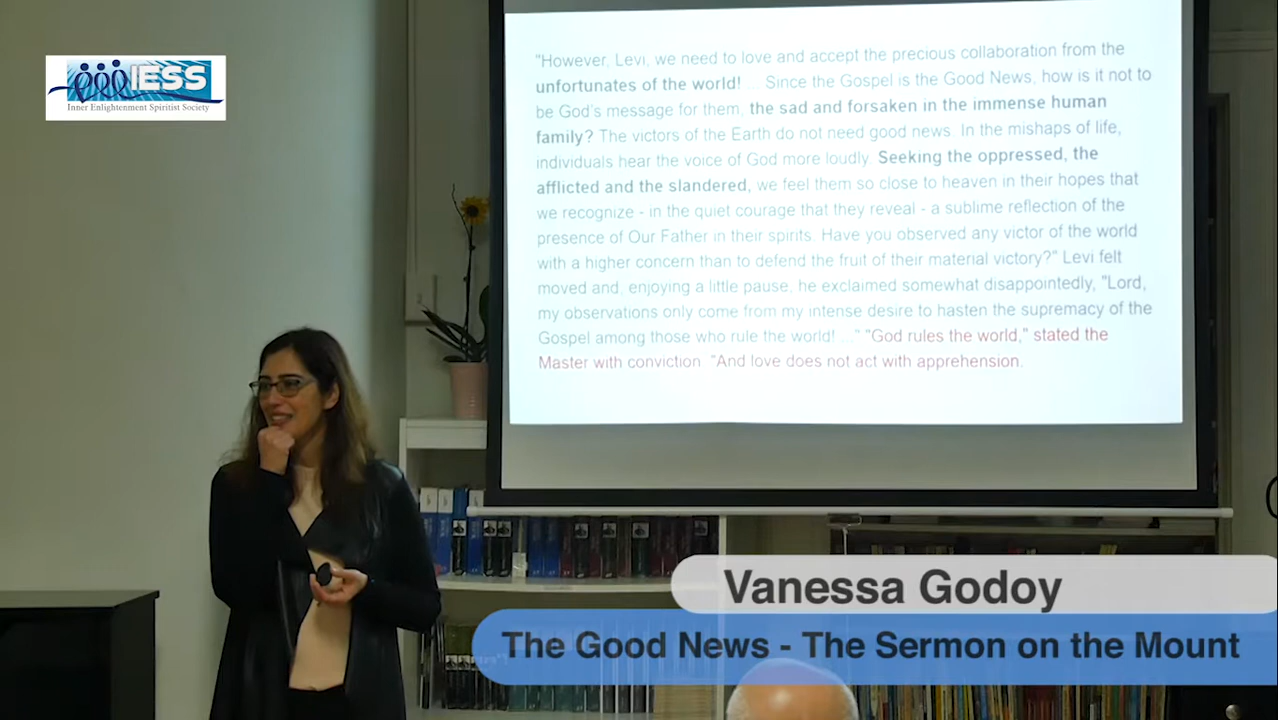 IESS
Inner Enlightenment Spiritist Society
"However, Levi, we need to love and accept the precious collaboration from the
unfortunates of the world! ... Since the Gospel is the Good News, how is it not to
be God's message for them, the sad and forsaken in the immense human
family? The victors of the Earth do not need good news. In the mishaps of life,
individuals hear the voice of God more loudly. Seeking the oppressed, the
afflicted and the slandered, we feel them so close to heaven in their hopes that
we recognize - in the quiet courage that they reveal - a sublime reflection of the
presence of Our Father in their spirits. Have you observed any victor of the world
with a higher concern than to defend the fruit of their material victory?" Levi felt
moved and, enjoying a little pause, he exclaimed somewhat disappointedly, "Lord,
my observations only come from my intense desire to hasten the supremacy of the
Gospel among those who rule the world! ..." "God rules the world," stated the
Master with conviction. "And love does not act with apprehension.
Vanessa Godoy
The Good News - The Sermon on the Mount